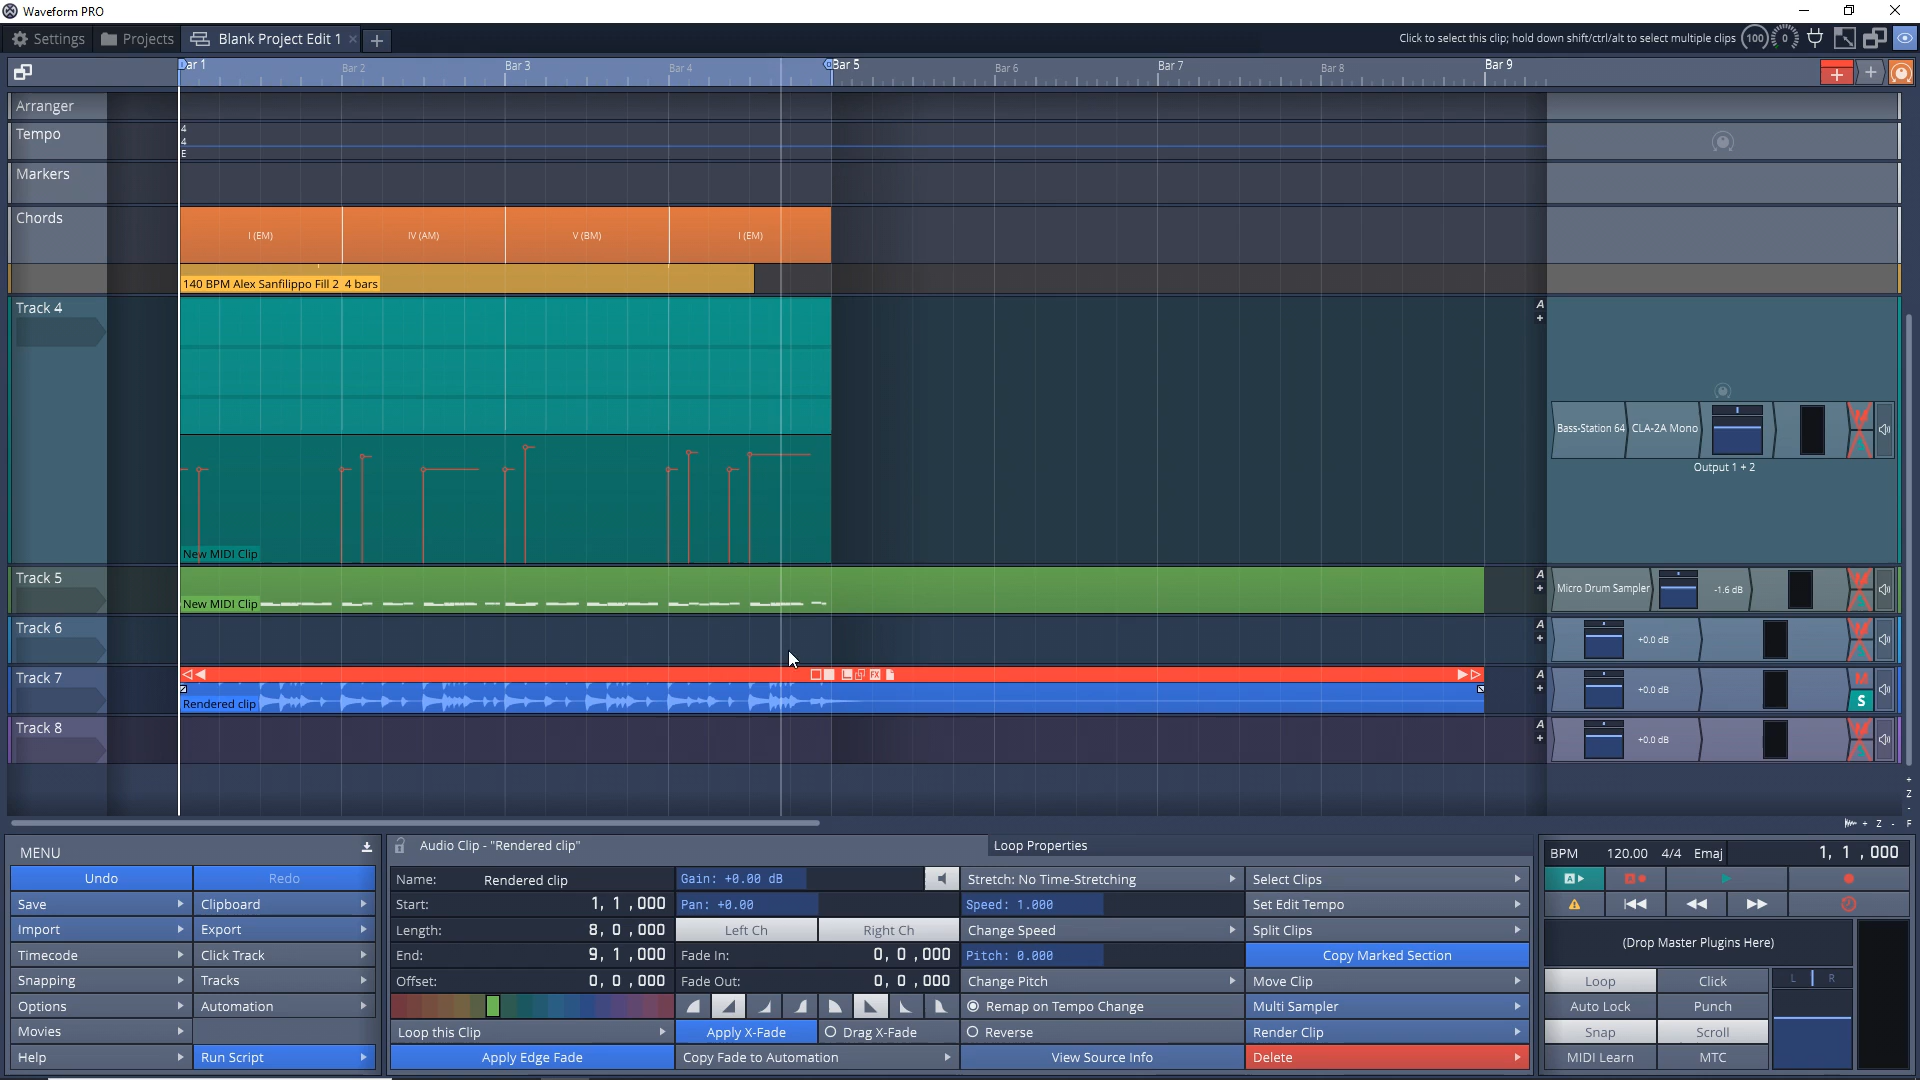 Waveform PRO
Settings
Projects
Blank Project Edit 1
Click to select this clip; hold down shift/ctrl/alt to select multiple clips
100
0
Bar 1
Bar 2
Bar 3
Bar 4
Bar 5
Bar 6
Bar 7
Bar 8
Bar 9
Arranger
Tempo
4
4
E
Markers
Chords
I (EM)
IV (AM)
V (BM)
I (EM)
140 BPM Alex Sanfilippo Fill 2 4 bars
Track 4
A
New MIDI Clip
Bass-Station 64
CLA-2A Mono
M
Output 1 + 2
Track 5
New MIDI Clip
A
Micro Drum Sampler
-1.6 dB
M
Track 6
A
+0.0 dB
M
Track 7
FX
Rendered clip
A
+0.0 dB
M
S
Track 8
A
+0.0 dB
M
+
Z
-
+ Z - F
MENU
Undo
Redo
Save
Clipboard
Import
Export
Timecode
Click Track
Snapping
Tracks
Options
Automation
Movies
Help
Run Script
Audio Clip - "Rendered clip"
Loop Properties
Name: Rendered clip
Start: 1, 1 ,000
Length: 8, 0 ,000
End: 9, 1 ,000
Offset: 0, 0 ,000
Loop this Clip
Apply Edge Fade
Gain: +0.00 dB
Pan: +0.00
Left Ch
Right Ch
Fade In: 0, 0 ,000
Fade Out: 0, 0 ,000
Apply X-Fade
Drag X-Fade
Copy Fade to Automation
Stretch: No Time-Stretching
Speed: 1.000
Change Speed
Pitch: 0.000
Change Pitch
Remap on Tempo Change
Reverse
View Source Info
Select Clips
Set Edit Tempo
Split Clips
Copy Marked Section
Move Clip
Multi Sampler
Render Clip
Delete
BPM 120.00 4/4 Emaj 1, 1 ,000
A
A
(Drop Master Plugins Here)
Loop
Click
Auto Lock
Punch
Snap
Scroll
MIDI Learn
MTC
L
R